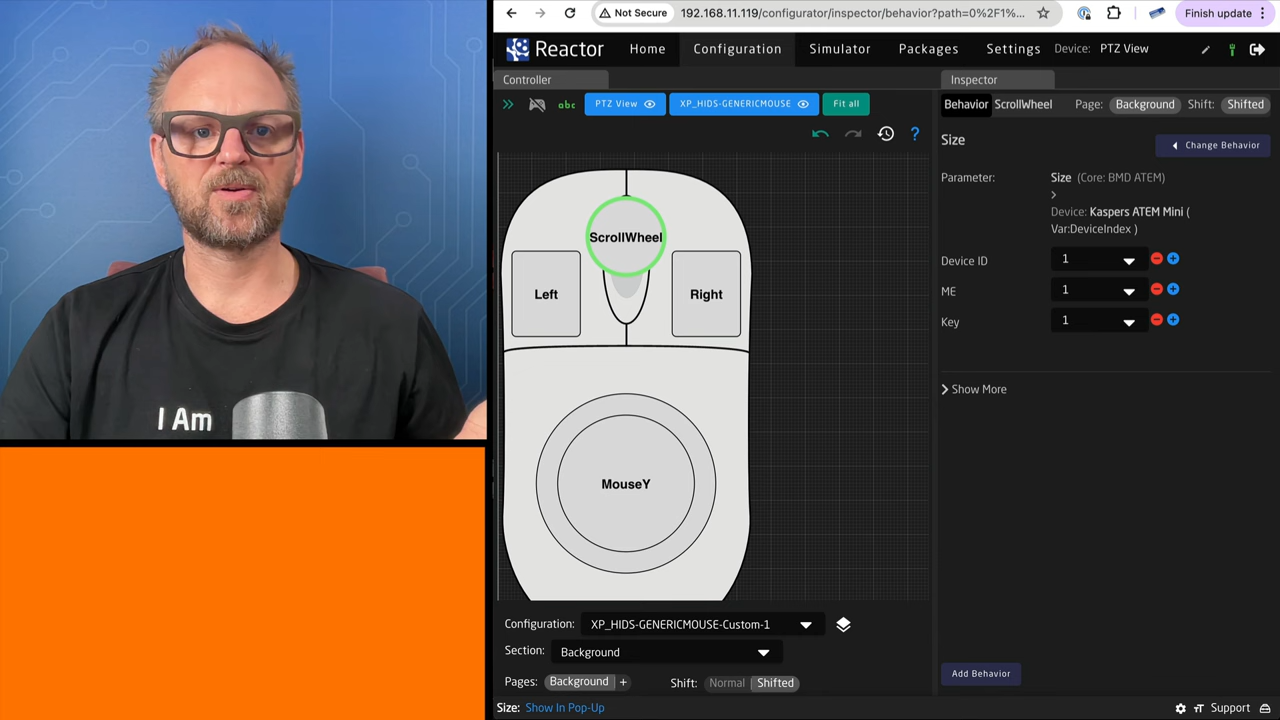 I Am
Not Secure
192.168.11.119/configurator/inspector/behavior?path=0%2F1%...
Finish update
Reactor
Home
Configuration
Simulator
Packages
Settings
Device: PTZ View
Controller
abc
PTZ View
XP_HIDS-GENERICMOUSE
Fit all
?
ScrollWheel
Left
Right
MouseY
Configuration: XP_HIDS-GENERICMOUSE-Custom-1
Section: Background
Pages: Background +
Shift: Normal Shifted
Size: Show In Pop-Up
Inspector
Behavior ScrollWheel Page: Background Shift: Shifted
Size
Change Behavior
Parameter: Size (Core: BMD ATEM)
>
Device: Kaspers ATEM Mini (
Var:DeviceIndex )
Device ID 1
ME 1
Key 1
Show More
Add Behavior
Support